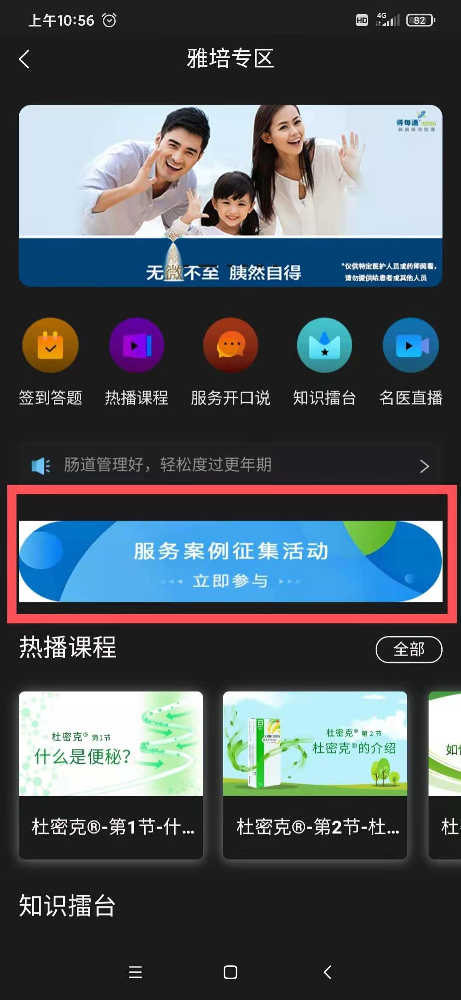 上午10:56
HD 4G 82
雅培专区
得每通 10000
胰酶肠溶胶囊
无微不至 胰然自得
*仅供特定医护人员或药师阅看，
请勿提供给患者或其他人员
签到答题 热播课程 服务开口说 知识擂台 名医直播
肠道管理好，轻松度过更年期
服务案例征集活动
立即参与
热播课程 全部
杜密克® 第1节
什么是便秘？
杜密克® 第2节
杜密克®的介绍
杜密克®-第1节-什... 杜密克®-第2节-杜...
知识擂台